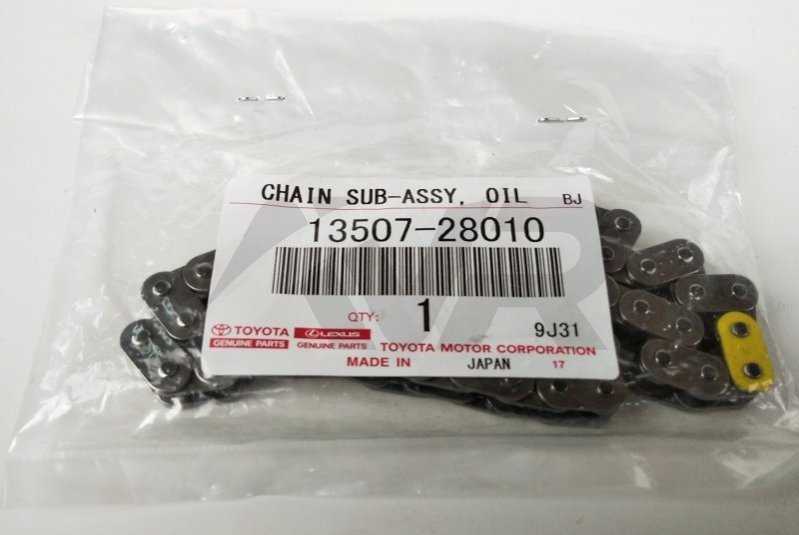 CHAIN SUB-ASSY, OIL BJ
13507-28010
QTY: 1 9J31
TOYOTA LEXUS
GENUINE PARTS GENUINE PARTS TOYOTA MOTOR CORPORATION
MADE IN JAPAN 17